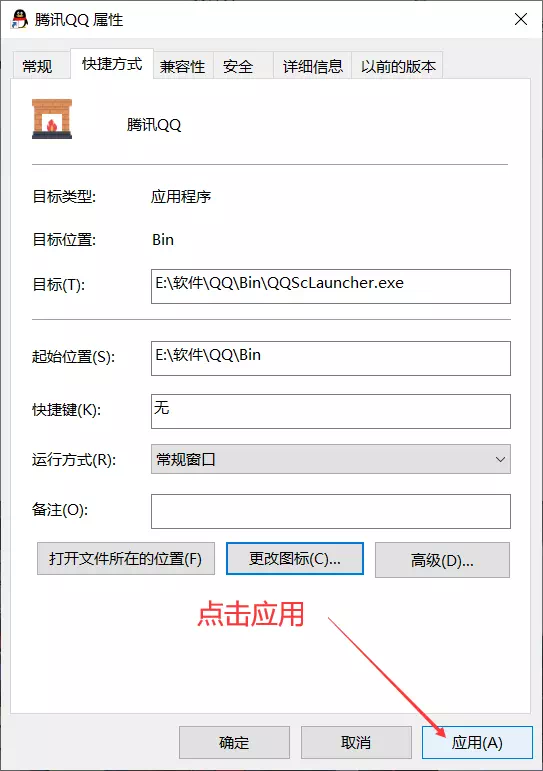 腾讯QQ 属性
常规 快捷方式 兼容性 安全 详细信息 以前的版本
腾讯QQ
目标类型: 应用程序
目标位置: Bin
目标(T): E:\软件\QQ\Bin\QQScLauncher.exe
起始位置(S): E:\软件\QQ\Bin
快捷键(K): 无
运行方式(R): 常规窗口
备注(O):
打开文件所在的位置(F) 更改图标(C)... 高级(D)...
点击应用
确定 取消 应用(A)